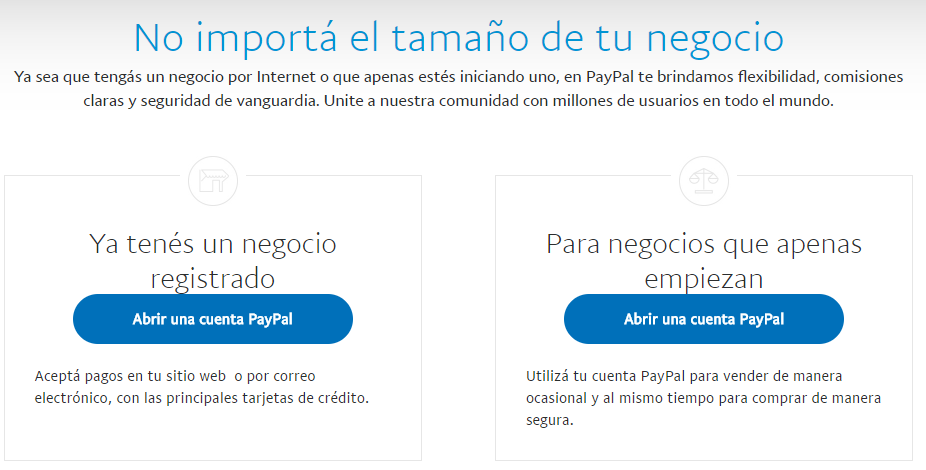 No importá el tamaño de tu negocio
Ya sea que tengás un negocio por Internet o que apenas estés iniciando uno, en PayPal te brindamos flexibilidad, comisiones
claras y seguridad de vanguardia. Unite a nuestra comunidad con millones de usuarios en todo el mundo.
Ya tenés un negocio
registrado
Abrir una cuenta PayPal
Aceptá pagos en tu sitio web o por correo
electrónico, con las principales tarjetas de crédito.
Para negocios que apenas
empiezan
Abrir una cuenta PayPal
Utilizá tu cuenta PayPal para vender de manera
ocasional y al mismo tiempo para comprar de manera
segura.